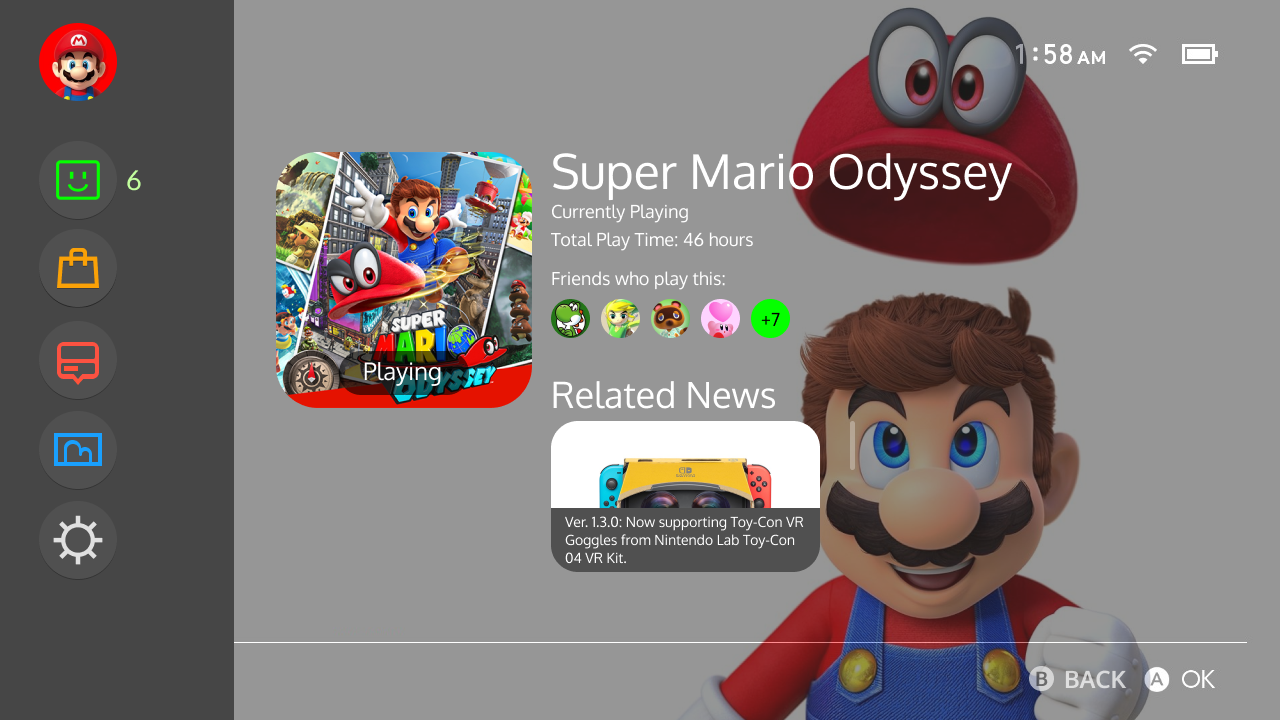 1:58 AM
6
Super Mario Odyssey
Currently Playing
Total Play Time: 46 hours
Friends who play this:
+7
SUPER
MARIO
ODYSSEY
Playing
Related News
Ver. 1.3.0: Now supporting Toy-Con VR
Goggles from Nintendo Lab Toy-Con
04 VR Kit.
B BACK A OK